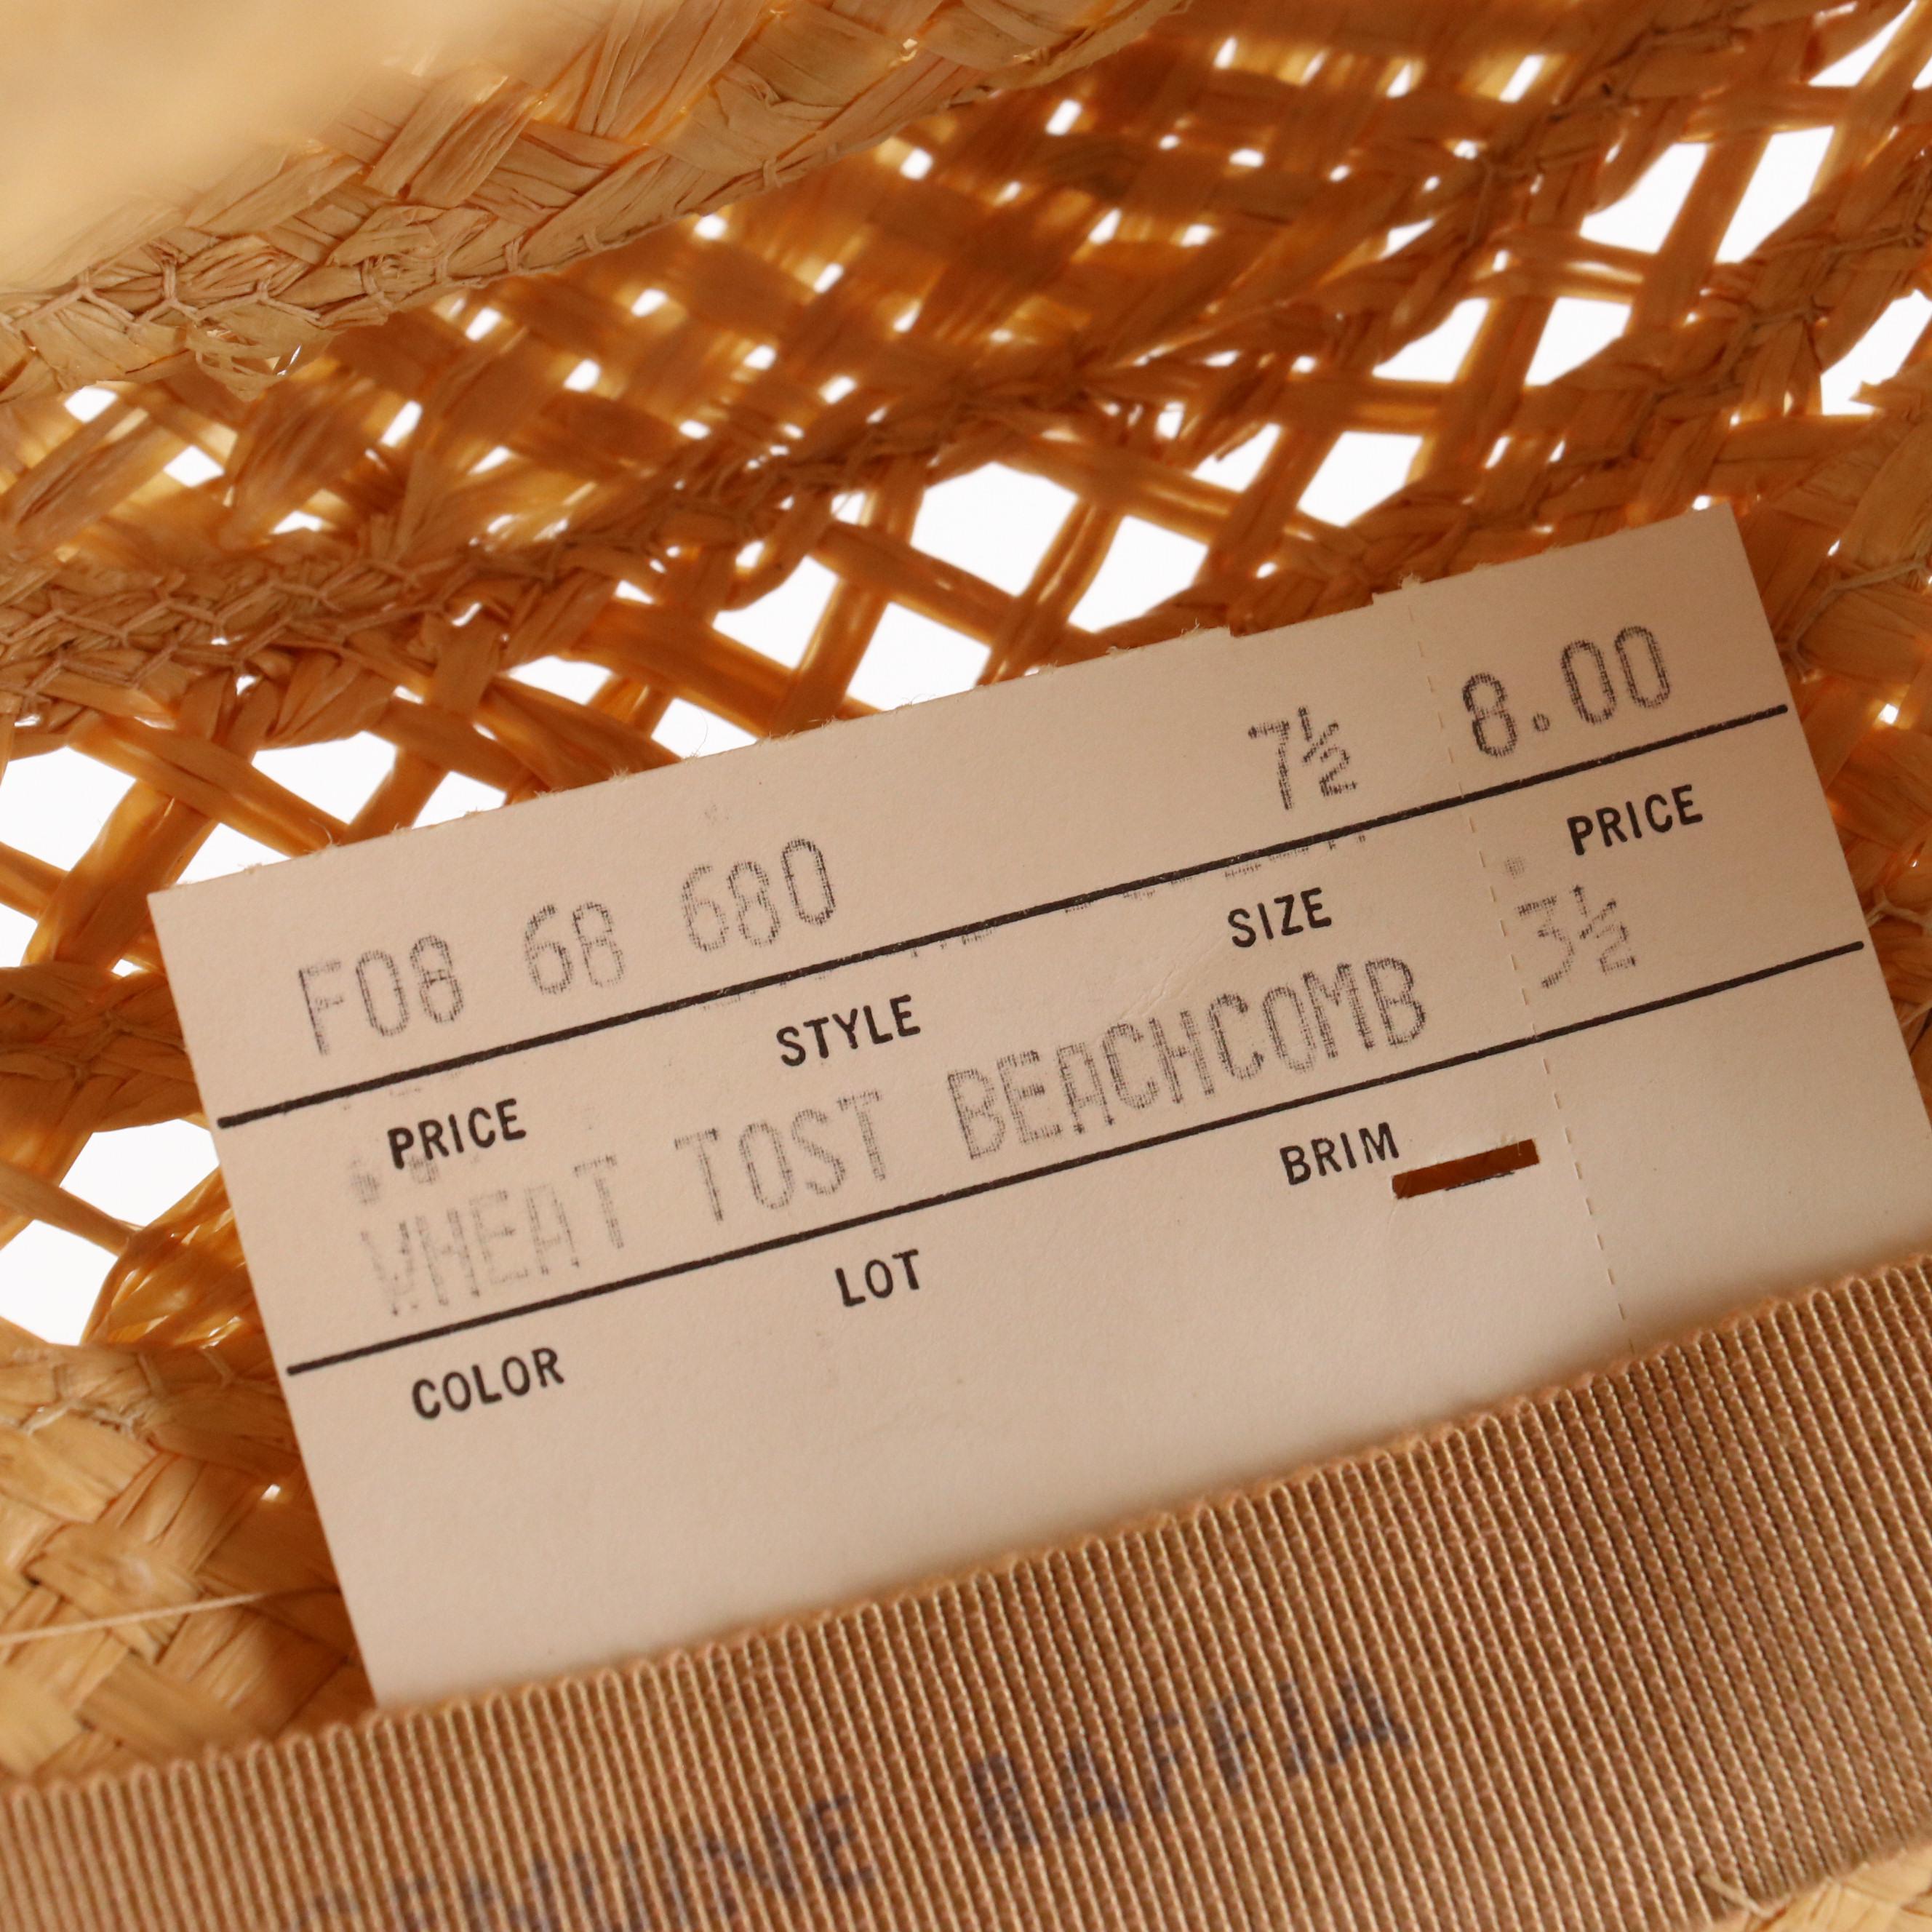 F08 68 680 7½ 8.00
PRICE STYLE SIZE PRICE
WHEAT TOST BEACHCOMB 3½
COLOR LOT BRIM
GENUINE RAFFIA